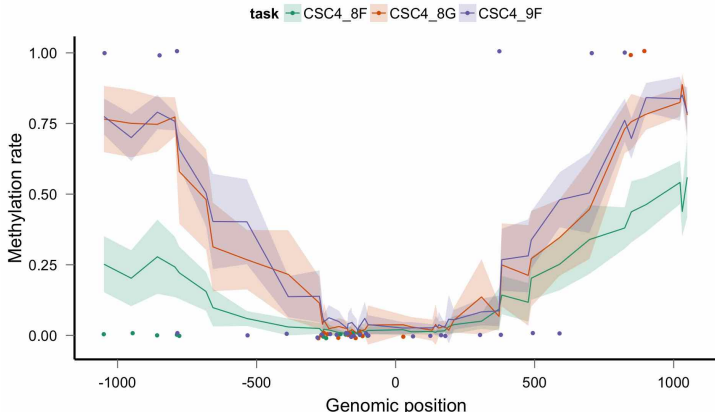 task CSC4_8F CSC4_8G CSC4_9F
1.00
0.75
0.50
0.25
0.00
Methylation rate
-1000 -500 0 500 1000
Genomic position